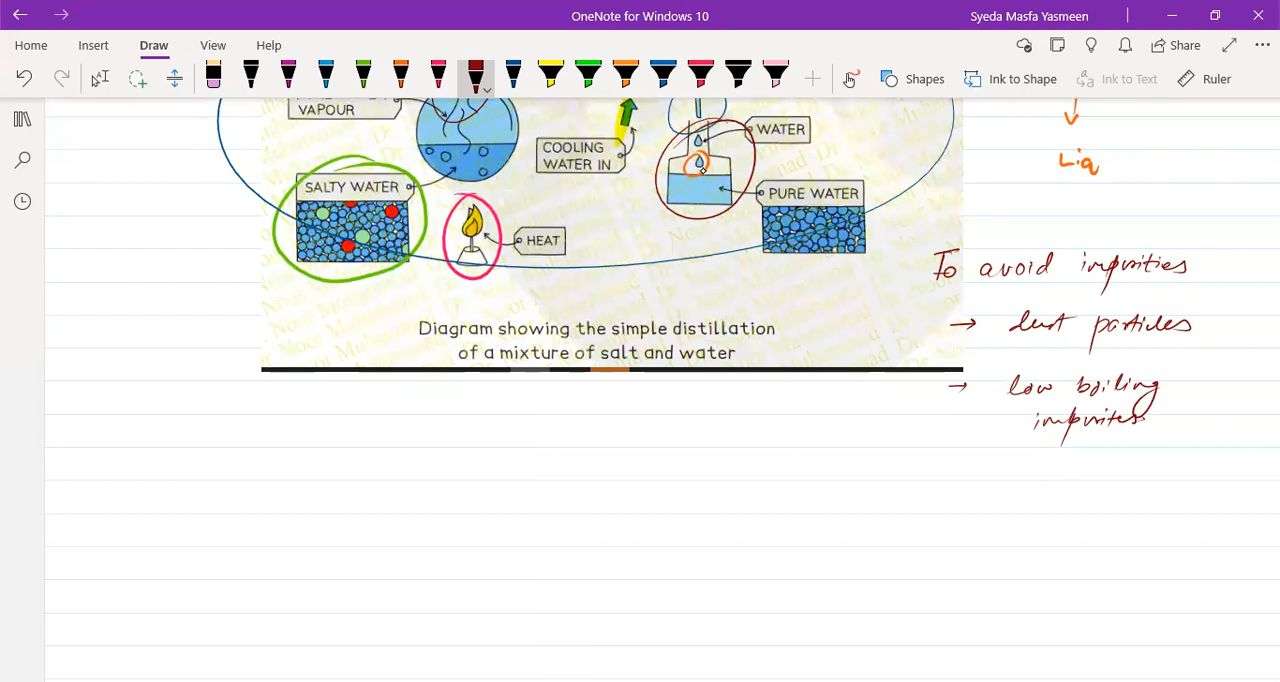 OneNote for Windows 10
Syeda Masfa Yasmeen
Home Insert Draw View Help
Share
Shapes
Ink to Shape
Ink to Text
Ruler
VAPOUR
COOLING
WATER IN
WATER
SALTY WATER
PURE WATER
HEAT
Liq
To avoid impurities
→ dust particles
→ low boiling
impurites
Diagram showing the simple distillation
of a mixture of salt and water